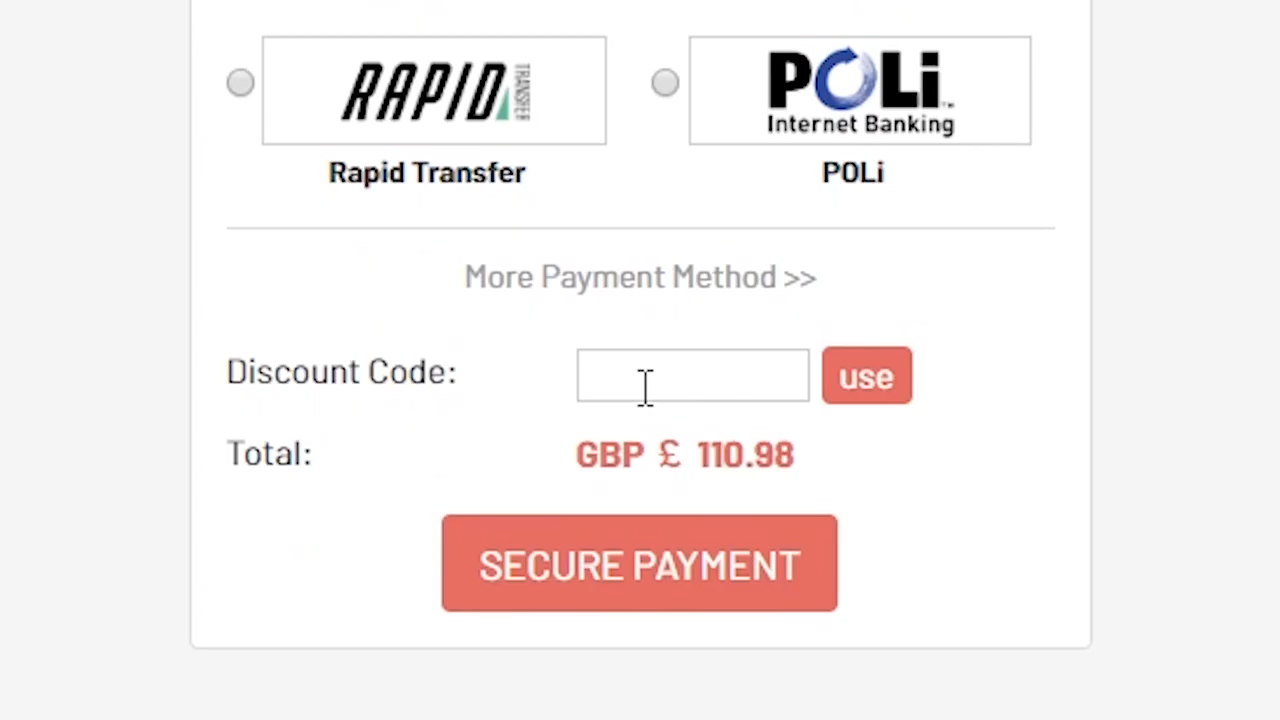 RAPID TRANSFER
POLi™
Internet Banking
Rapid Transfer
POLi
More Payment Method >>
Discount Code:
use
Total:
GBP £ 110.98
SECURE PAYMENT